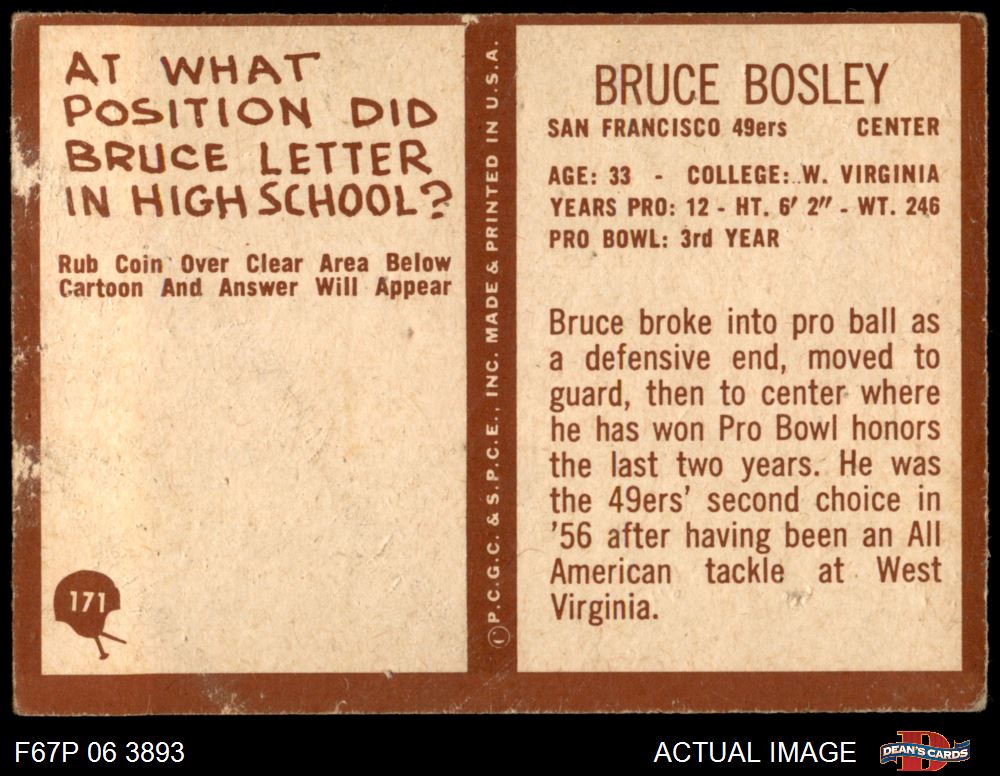 AT WHAT
POSITION DID
BRUCE LETTER
IN HIGH SCHOOL?
Rub Coin Over Clear Area Below
Cartoon And Answer Will Appear
171
©P.C.G.C. & S.P.C.E., INC. MADE & PRINTED IN U.S.A.
BRUCE BOSLEY
SAN FRANCISCO 49ers CENTER
AGE: 33 - COLLEGE: W. VIRGINIA
YEARS PRO: 12 - HT. 6' 2" - WT. 246
PRO BOWL: 3rd YEAR
Bruce broke into pro ball as
a defensive end, moved to
guard, then to center where
he has won Pro Bowl honors
the last two years. He was
the 49ers' second choice in
'56 after having been an All
American tackle at West
Virginia.
F67P 06 3893
ACTUAL IMAGE
D
DEAN'S CARDS